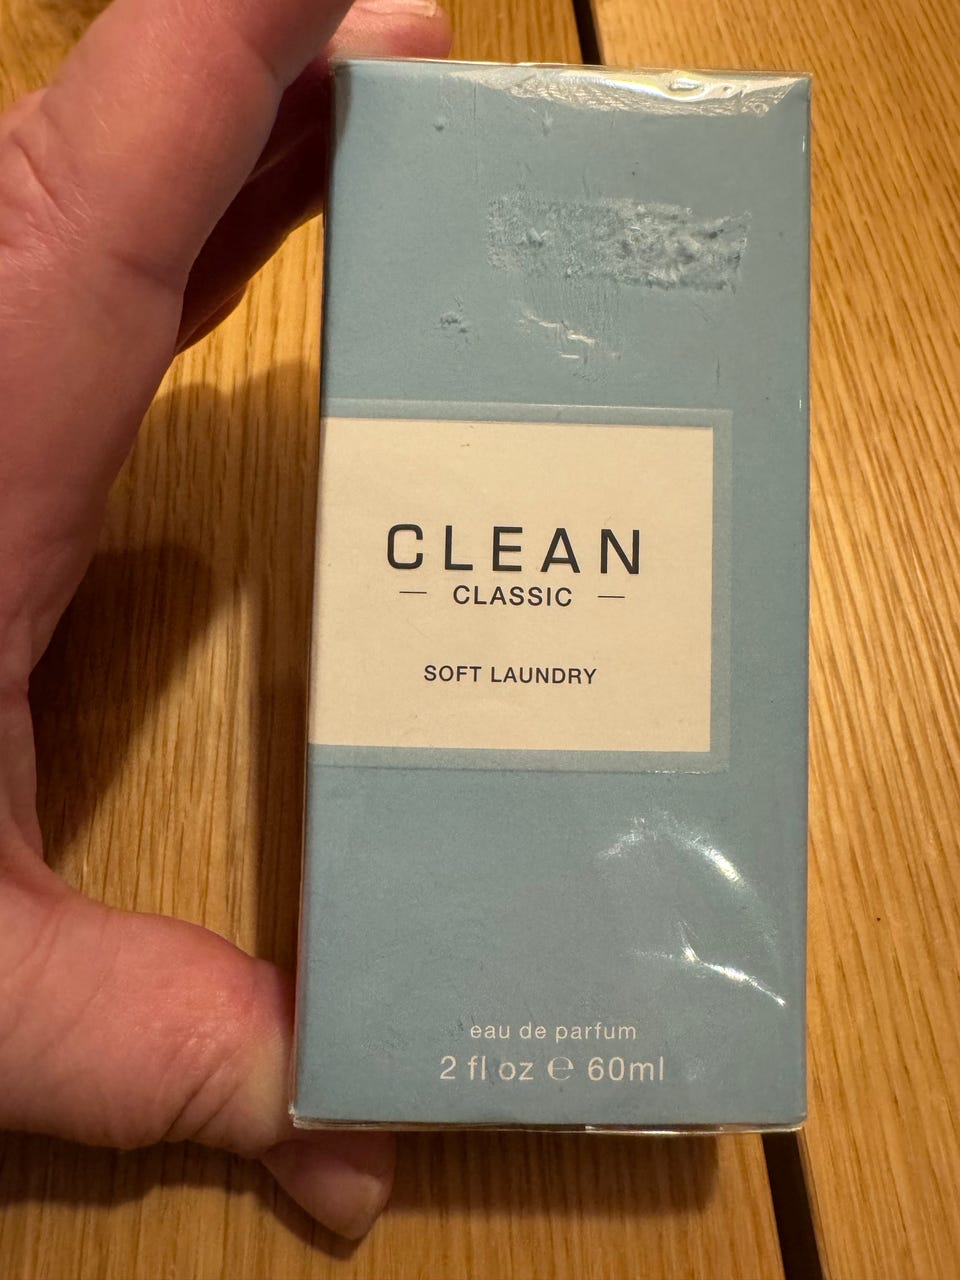 CLEAN
— CLASSIC —
SOFT LAUNDRY
eau de parfum
2 fl oz ℮ 60ml